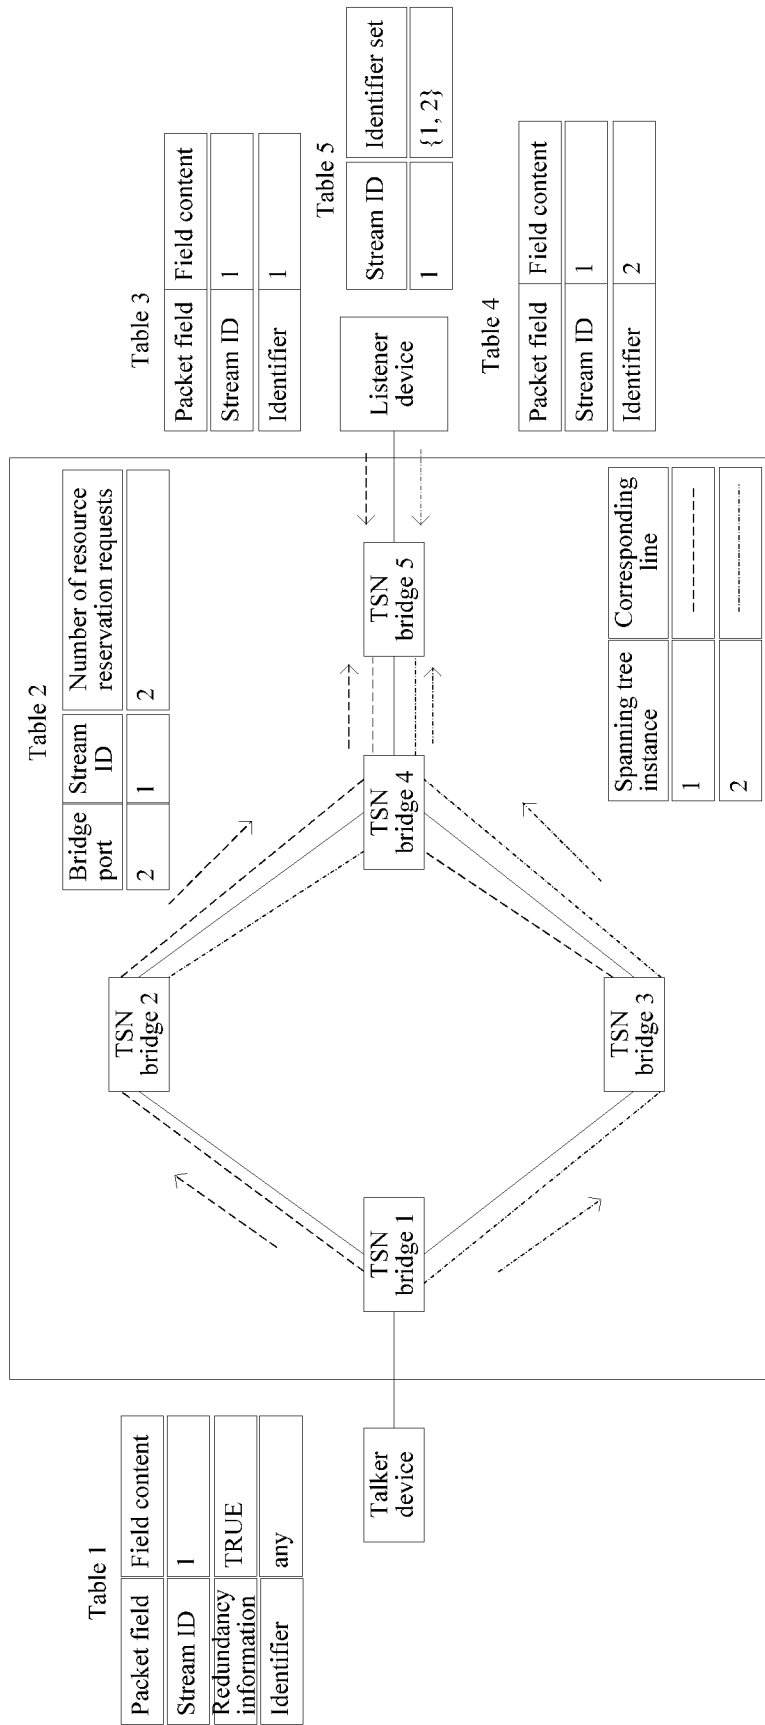 Table 1
Packet field Field content
Stream ID 1
Redundancy
information TRUE
Identifier any
Talker
device
TSN
bridge 1
TSN
bridge 2
TSN
bridge 3
TSN
bridge 4
TSN
bridge 5
Listener
device
Table 2
Bridge
port
Stream
ID
Number of resource
reservation requests
2 1 2
Spanning tree
instance
Corresponding
line
1
2
Table 3
Packet field Field content
Stream ID 1
Identifier 1
Table 5
Stream ID Identifier set
1 {1, 2}
Table 4
Packet field Field content
Stream ID 1
Identifier 2